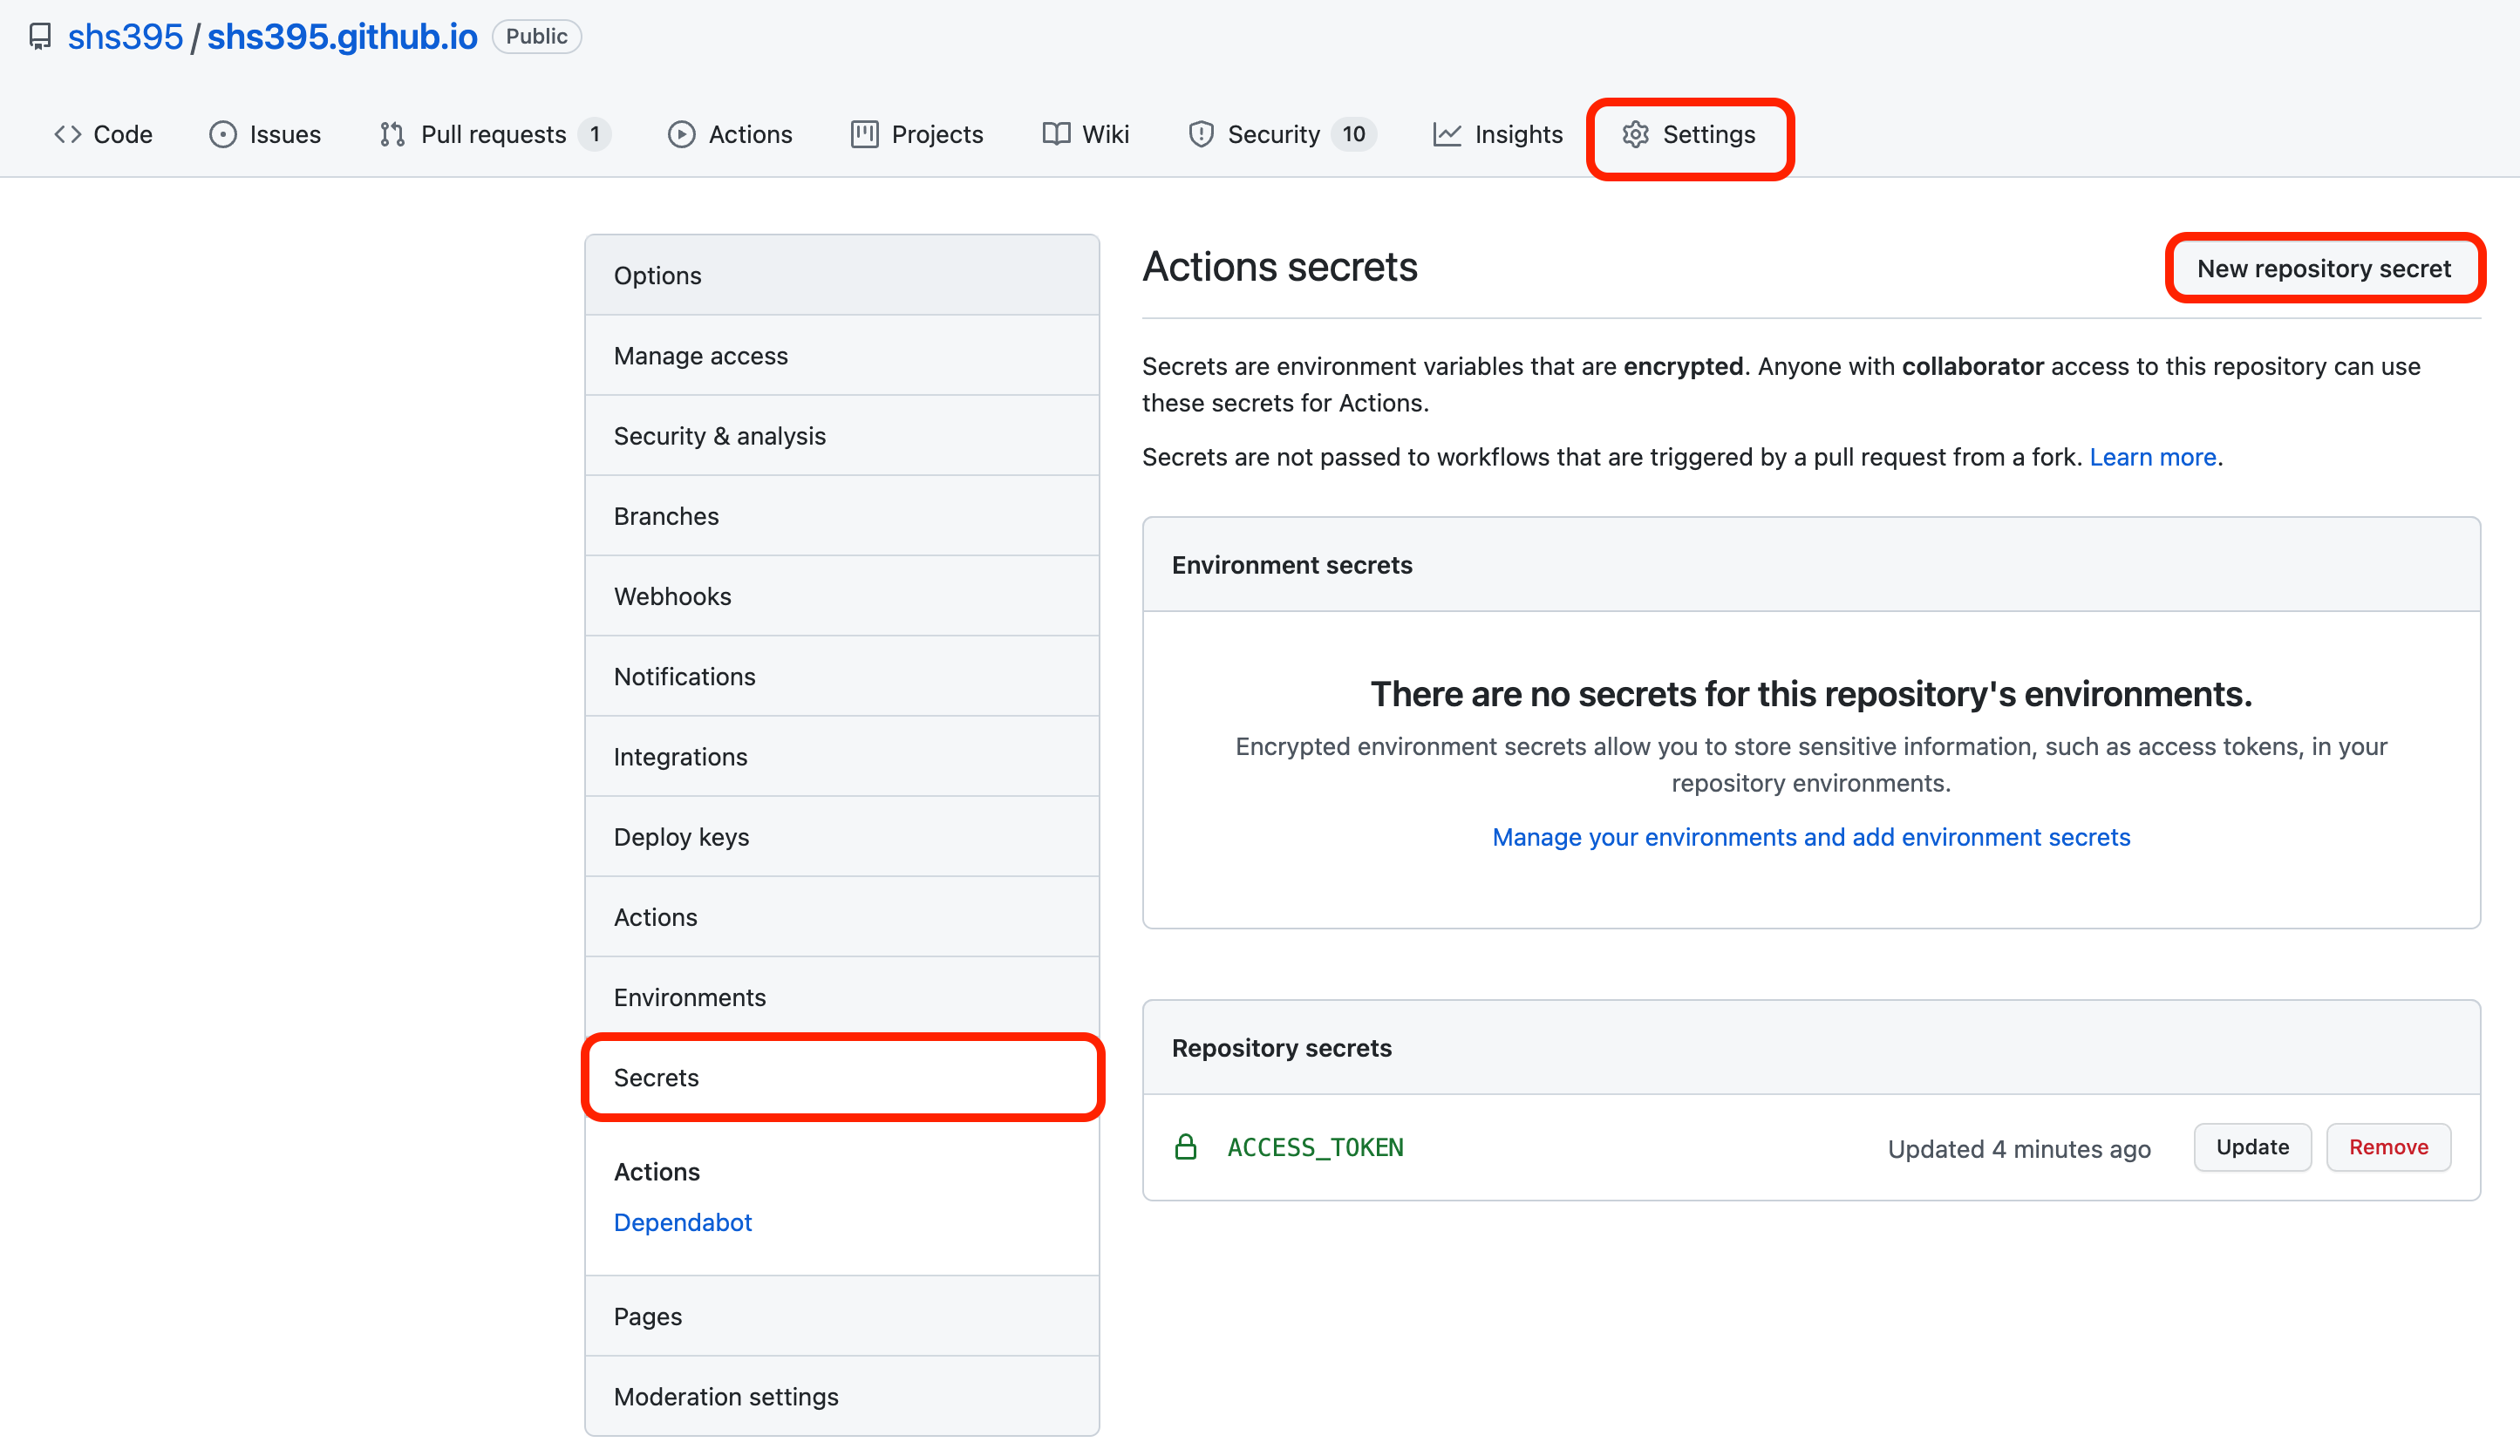 shs395 / shs395.github.io Public
Code Issues Pull requests 1 Actions Projects Wiki Security 10 Insights Settings
Options
Manage access
Security & analysis
Branches
Webhooks
Notifications
Integrations
Deploy keys
Actions
Environments
Secrets
Actions
Dependabot
Pages
Moderation settings
Actions secrets
New repository secret
Secrets are environment variables that are encrypted. Anyone with collaborator access to this repository can use
these secrets for Actions.
Secrets are not passed to workflows that are triggered by a pull request from a fork. Learn more.
Environment secrets
There are no secrets for this repository's environments.
Encrypted environment secrets allow you to store sensitive information, such as access tokens, in your
repository environments.
Manage your environments and add environment secrets
Repository secrets
ACCESS_TOKEN Updated 4 minutes ago Update Remove